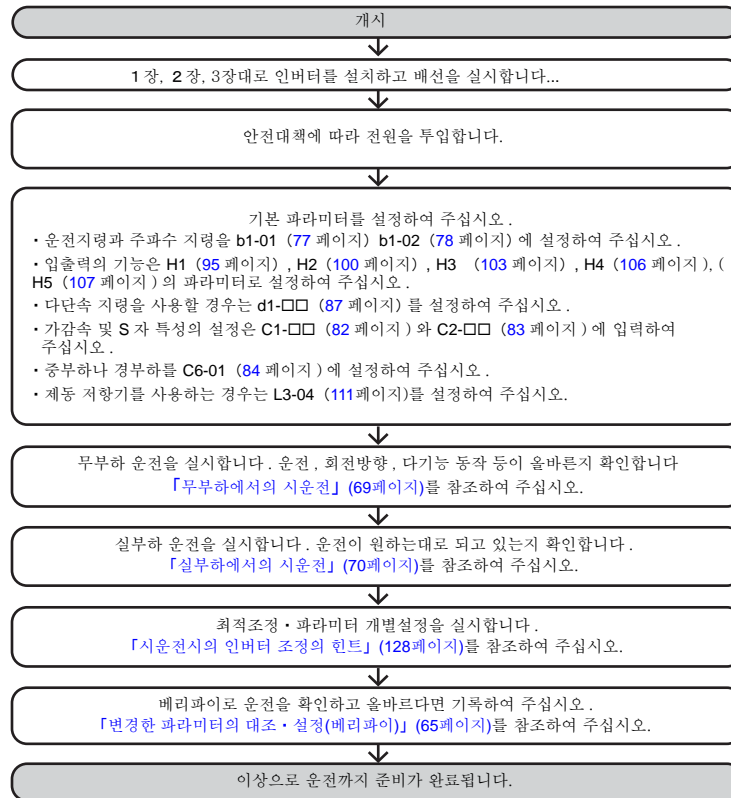 개시
1장, 2장, 3장대로 인버터를 설치하고 배선을 실시합니다...
안전대책에 따라 전원을 투입합니다.
기본 파라미터를 설정하여 주십시오 .
・운전지령과 주파수 지령을 b1-01 (77 페이지) b1-02 (78 페이지) 에 설정하여 주십시오 .
・입출력의 기능은 H1 (95 페이지) , H2 (100 페이지) , H3 (103 페이지) , H4 (106 페이지 ), (
H5 (107 페이지 ) 의 파라미터로 설정하여 주십시오 .
・다단속 지령을 사용할 경우는 d1-□□ (87 페이지) 를 설정하여 주십시오 .
・가감속 및 S 자 특성의 설정은 C1-□□ (82 페이지 ) 와 C2-□□ (83 페이지 ) 에 입력하여
주십시오 .
・중부하나 경부하를 C6-01 (84 페이지 ) 에 설정하여 주십시오 .
・제동 저항기를 사용하는 경우는 L3-04 (111페이지)를 설정하여 주십시오.
무부하 운전을 실시합니다 . 운전 , 회전방향 , 다기능 동작 등이 올바른지 확인합니다
「무부하에서의 시운전」(69페이지)를 참조하여 주십시오.
실부하 운전을 실시합니다 . 운전이 원하는대로 되고 있는지 확인합니다 .
「실부하에서의 시운전」(70페이지)를 참조하여 주십시오.
최적조정・파라미터 개별설정을 실시합니다 .
「시운전시의 인버터 조정의 힌트」(128페이지)를 참조하여 주십시오.
베리파이로 운전을 확인하고 올바르다면 기록하여 주십시오 .
「변경한 파라미터의 대조・설정(베리파이)」(65페이지)를 참조하여 주십시오.
이상으로 운전까지 준비가 완료됩니다.